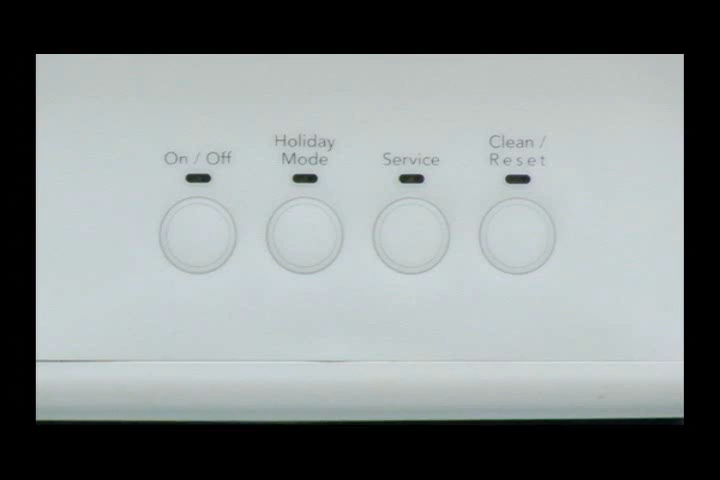 On / Off
Holiday
Mode
Service
Clean /
Reset